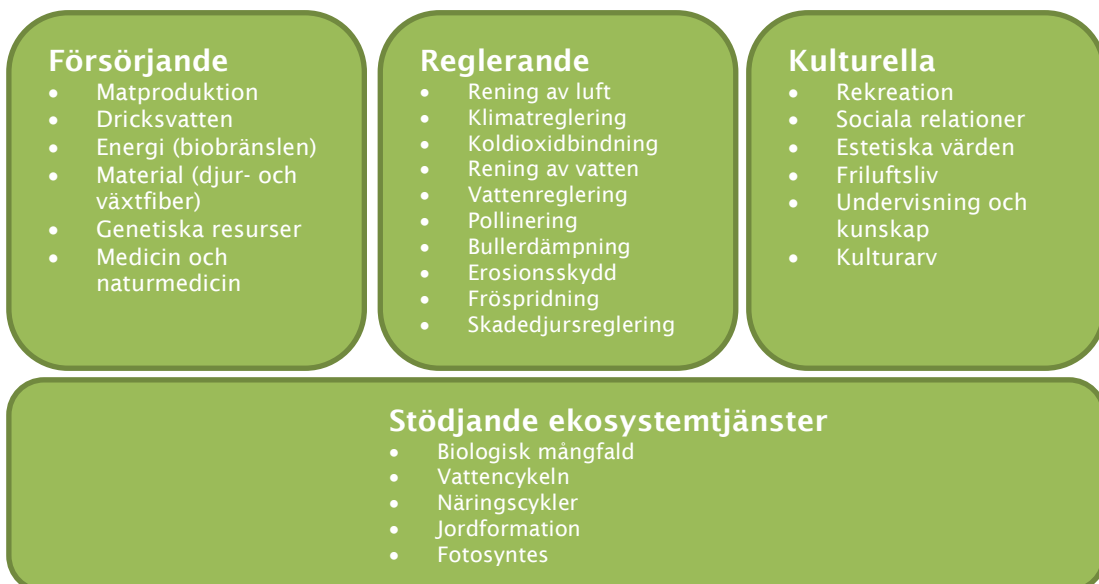 Försörjande
• Matproduktion
• Dricksvatten
• Energi (biobränslen)
• Material (djur- och
växtfiber)
• Genetiska resurser
• Medicin och
naturmedicin
Reglerande
• Rening av luft
• Klimatreglering
• Koldioxidbindning
• Rening av vatten
• Vattenreglering
• Pollinering
• Bullerdämpning
• Erosionsskydd
• Fröspridning
• Skadedjursreglering
Kulturella
• Rekreation
• Sociala relationer
• Estetiska värden
• Friluftsliv
• Undervisning och
kunskap
• Kulturarv
Stödjande ekosystemtjänster
• Biologisk mångfald
• Vattencykeln
• Näringscykler
• Jordformation
• Fotosyntes